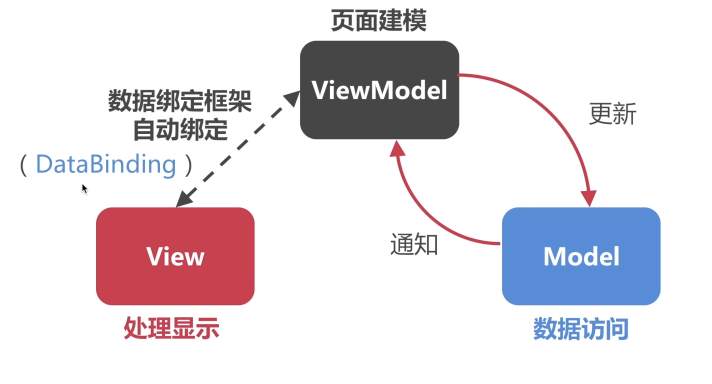 页面建模
ViewModel
数据绑定框架
自动绑定
（DataBinding）
更新
通知
View
Model
处理显示
数据访问